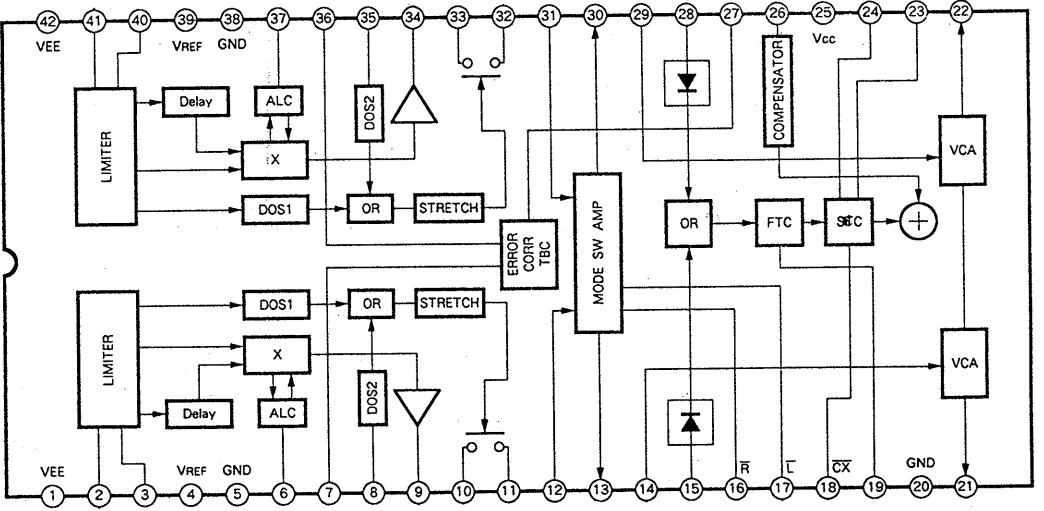 42 41 40 39 38 37 36 35 34 33 32 31 30 29 28 27 26 25 24 23 22
VEE VREF GND Vcc
LIMITER
Delay
ALC
X
DOS1
DOS2
OR
STRETCH
ERROR
CORR
TBC
MODE SW AMP
OR
FTC
COMPENSATOR
VCA
LIMITER
DOS1
X
Delay
ALC
OR
DOS2
STRETCH
VCA
VEE VREF GND R̅ L̅ C̅X̅ GND
1 2 3 4 5 6 7 8 9 10 11 12 13 14 15 16 17 18 19 20 21